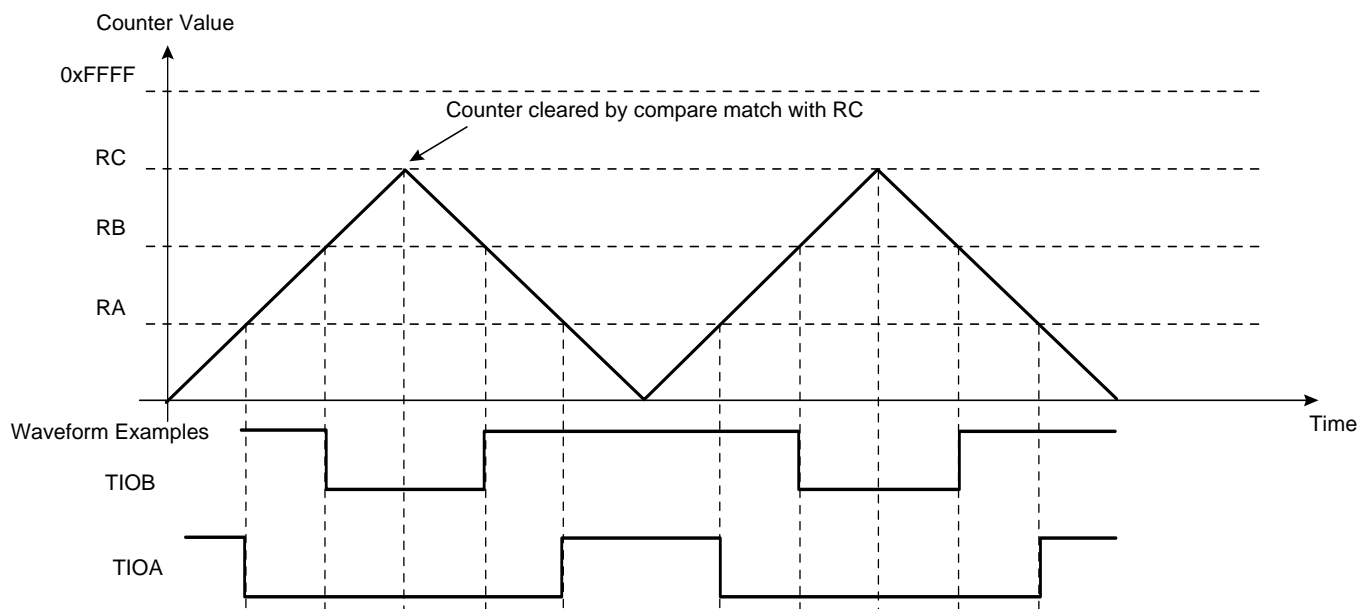 Counter Value
0xFFFF
Counter cleared by compare match with RC
RC
RB
RA
Time
Waveform Examples
TIOB
TIOA